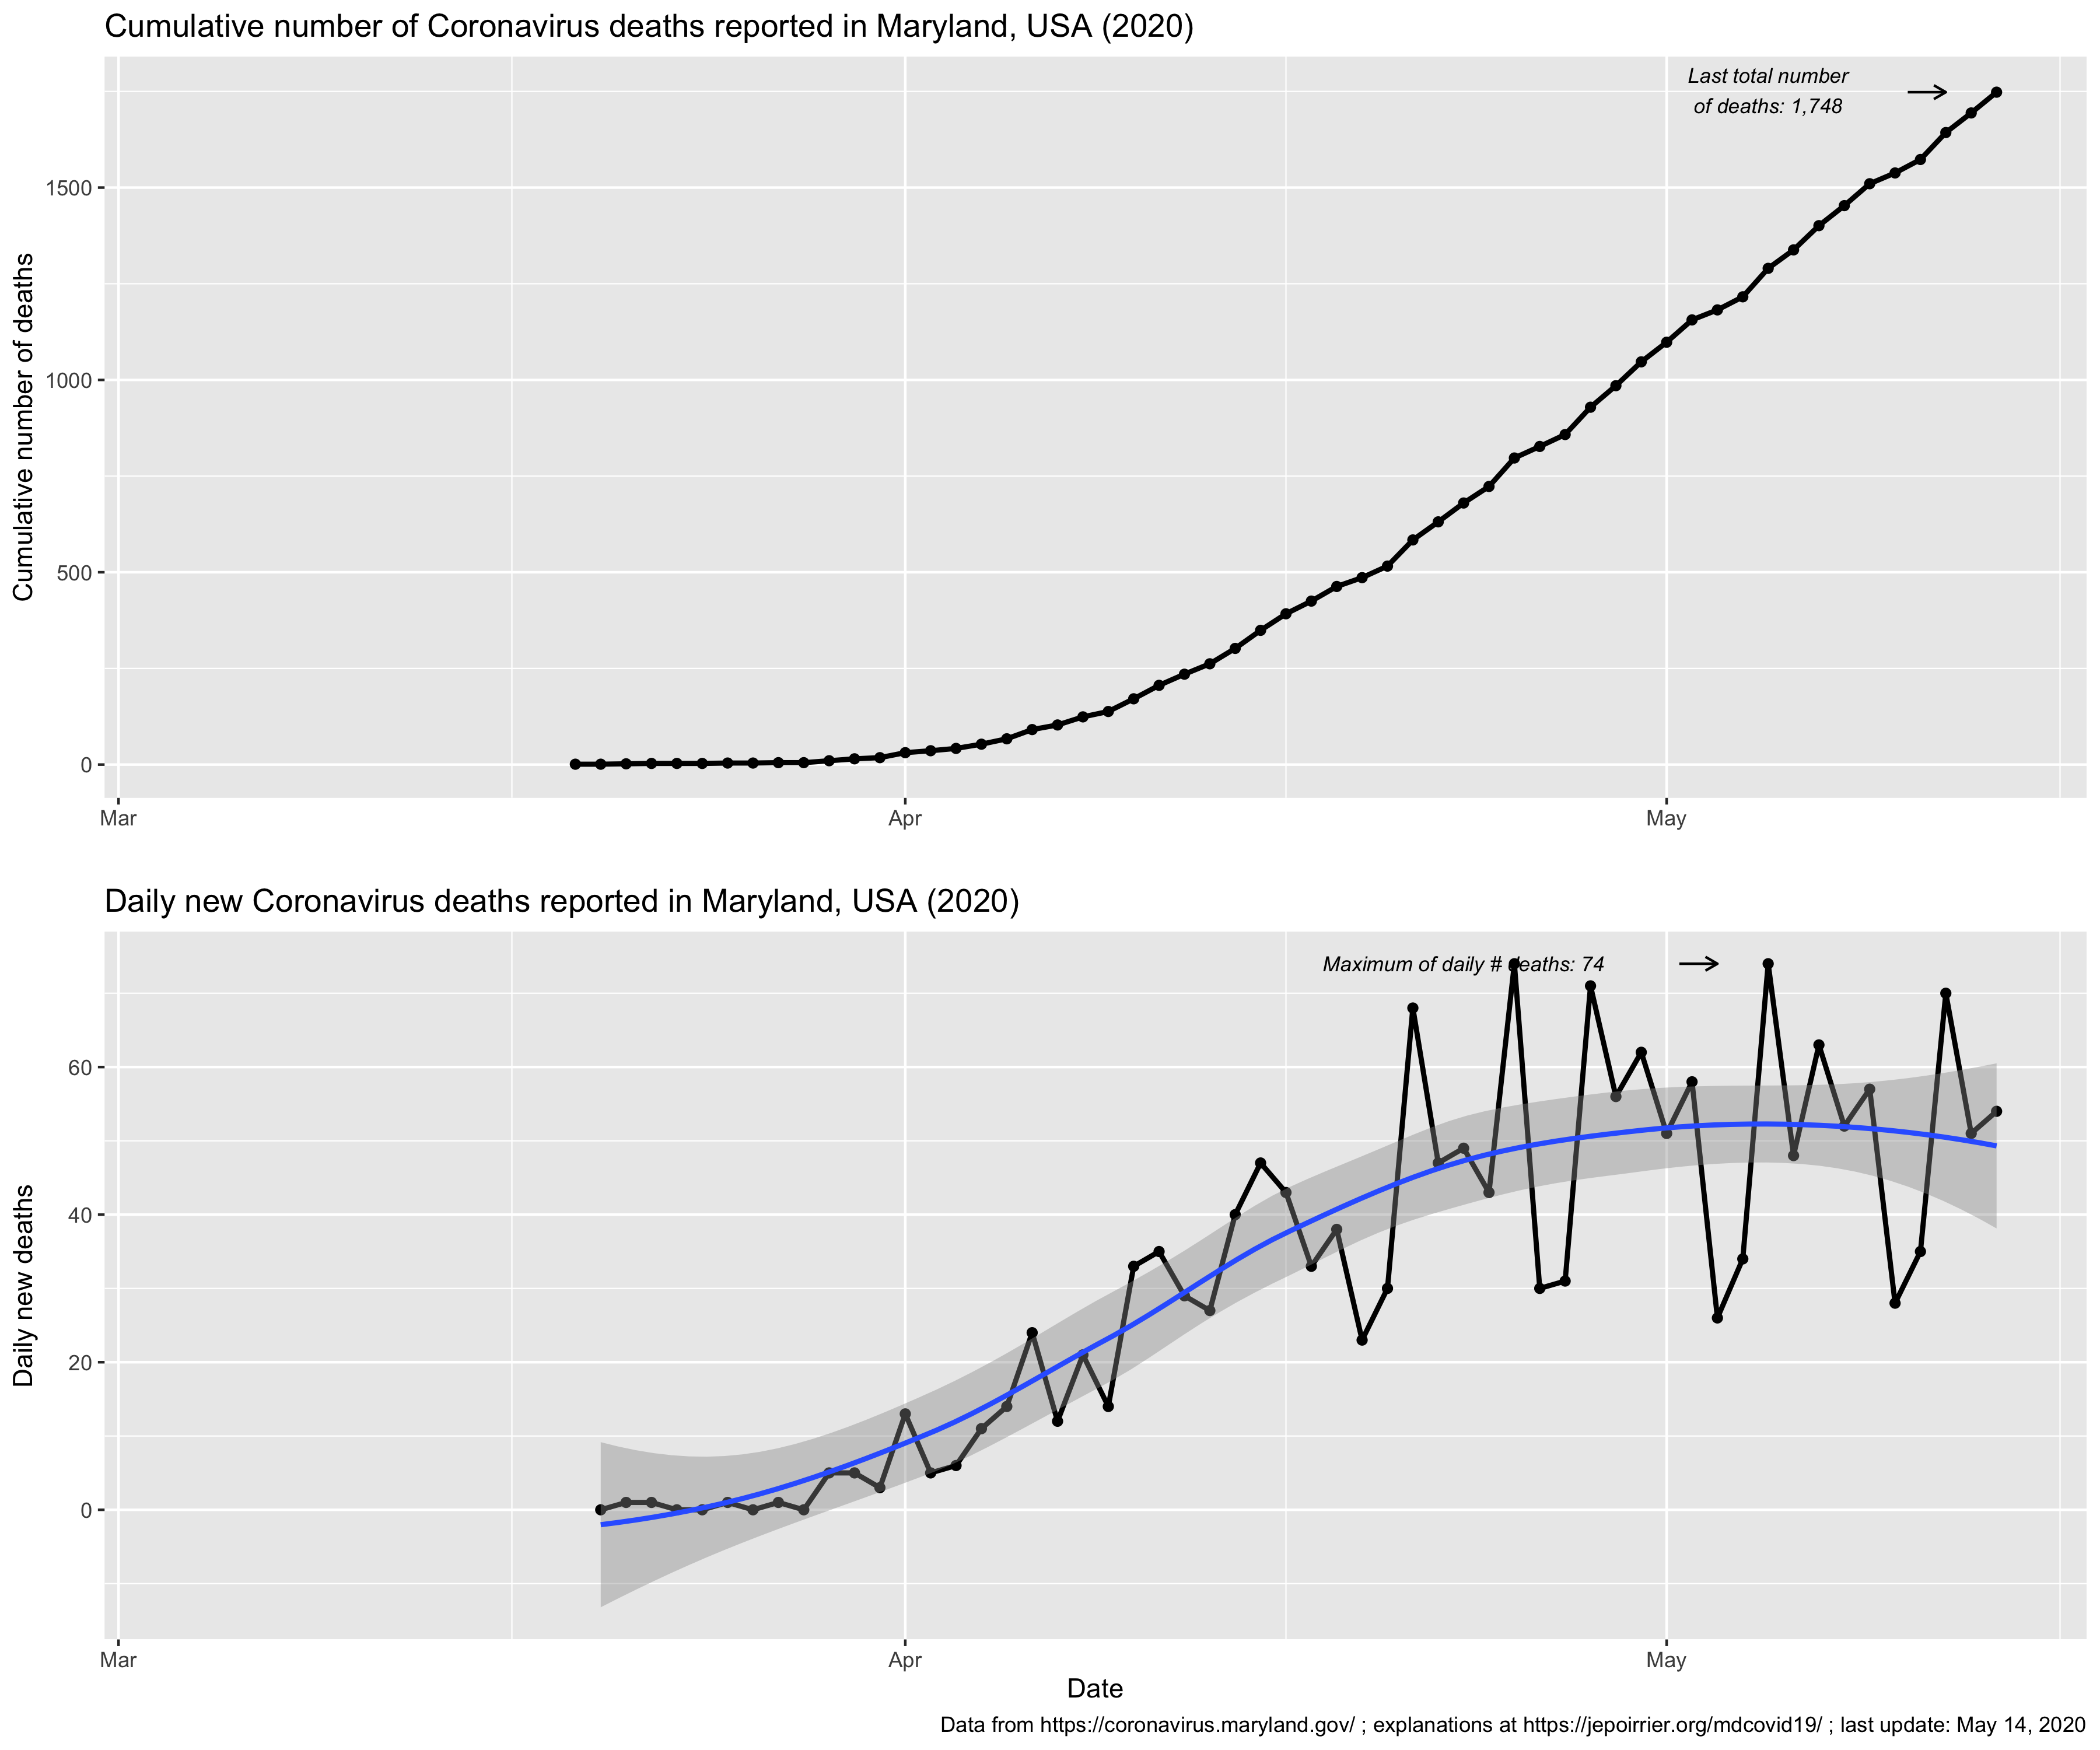 Cumulative number of Coronavirus deaths reported in Maryland, USA (2020)
Last total number
of deaths: 1,748
Cumulative number of deaths
1500
1000
500
0
Mar Apr May
Daily new Coronavirus deaths reported in Maryland, USA (2020)
Maximum of daily # deaths: 74
Daily new deaths
60
40
20
0
Mar Apr May
Date
Data from https://coronavirus.maryland.gov/ ; explanations at https://jepoirrier.org/mdcovid19/ ; last update: May 14, 2020